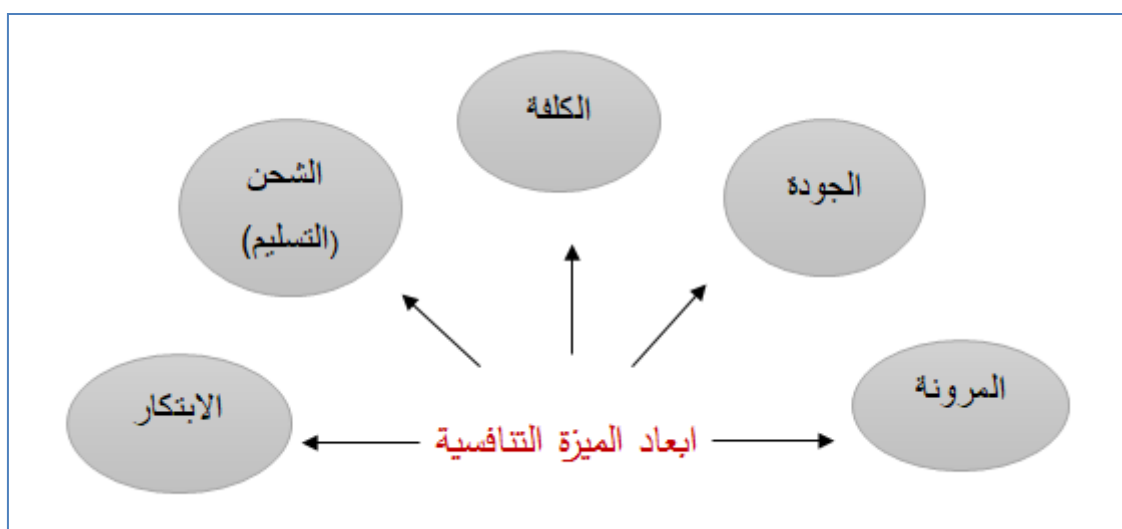 الكلفة
الجودة
الشحن
(التسليم)
المرونة
الابتكار
ابعاد الميزة التنافسية